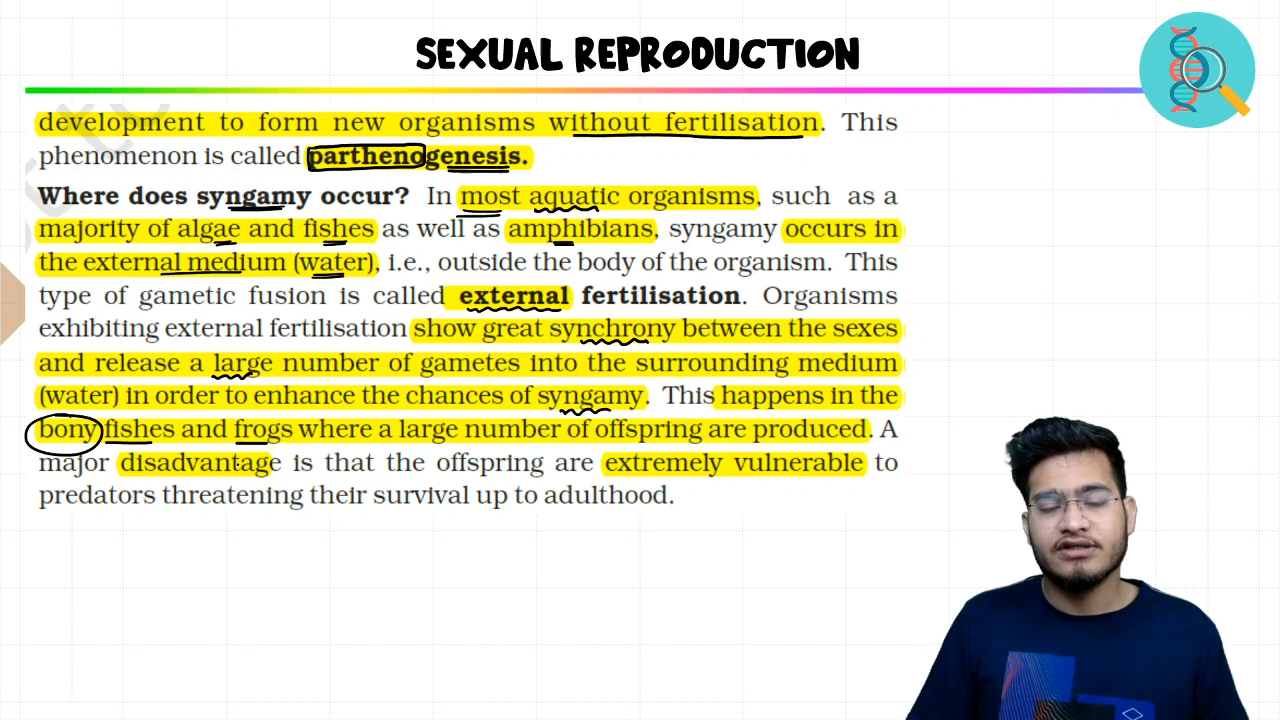 SEXUAL REPRODUCTION
development to form new organisms without fertilisation. This
phenomenon is called parthenogenesis.
Where does syngamy occur? In most aquatic organisms, such as a
majority of algae and fishes as well as amphibians, syngamy occurs in
the external medium (water), i.e., outside the body of the organism. This
type of gametic fusion is called external fertilisation. Organisms
exhibiting external fertilisation show great synchrony between the sexes
and release a large number of gametes into the surrounding medium
(water) in order to enhance the chances of syngamy. This happens in the
bony fishes and frogs where a large number of offspring are produced. A
major disadvantage is that the offspring are extremely vulnerable to
predators threatening their survival up to adulthood.